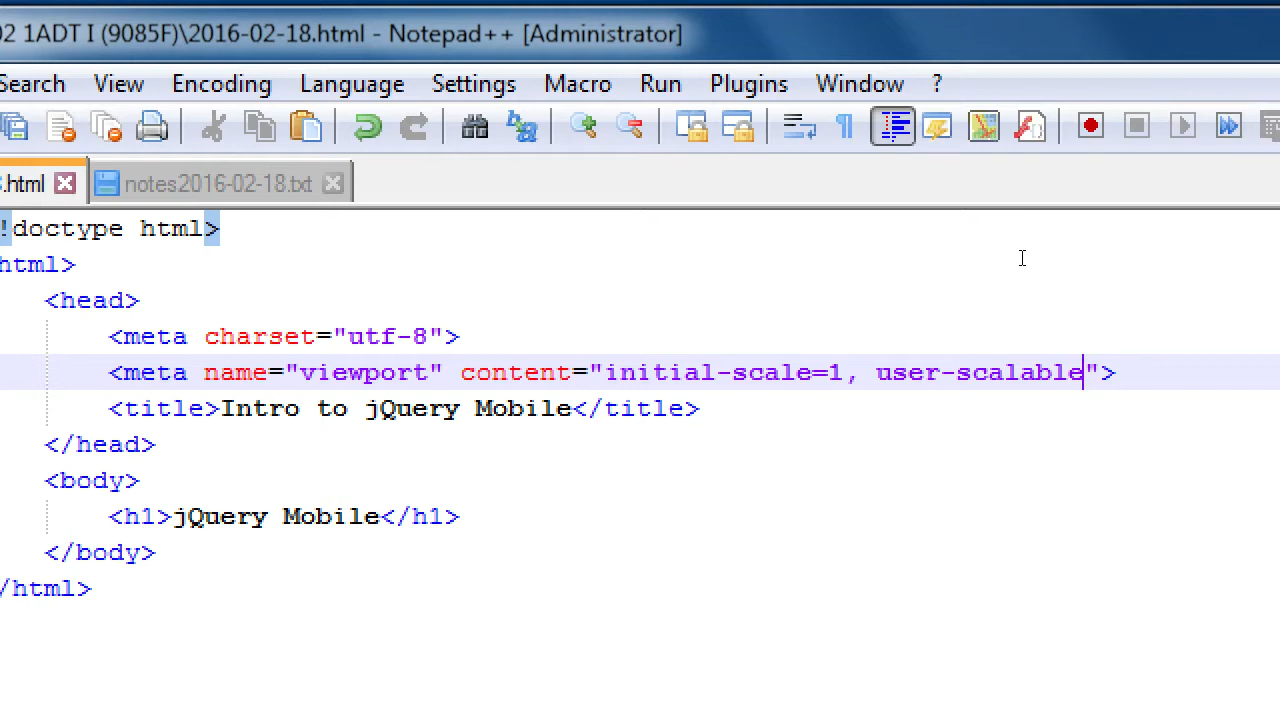 02 1ADT I (9085F)\2016-02-18.html - Notepad++ [Administrator]
Search View Encoding Language Settings Macro Run Plugins Window ?
.html notes2016-02-18.txt
!doctype html>
html>
<head>
<meta charset="utf-8">
<meta name="viewport" content="initial-scale=1, user-scalable">
<title>Intro to jQuery Mobile</title>
</head>
<body>
<h1>jQuery Mobile</h1>
</body>
/html>